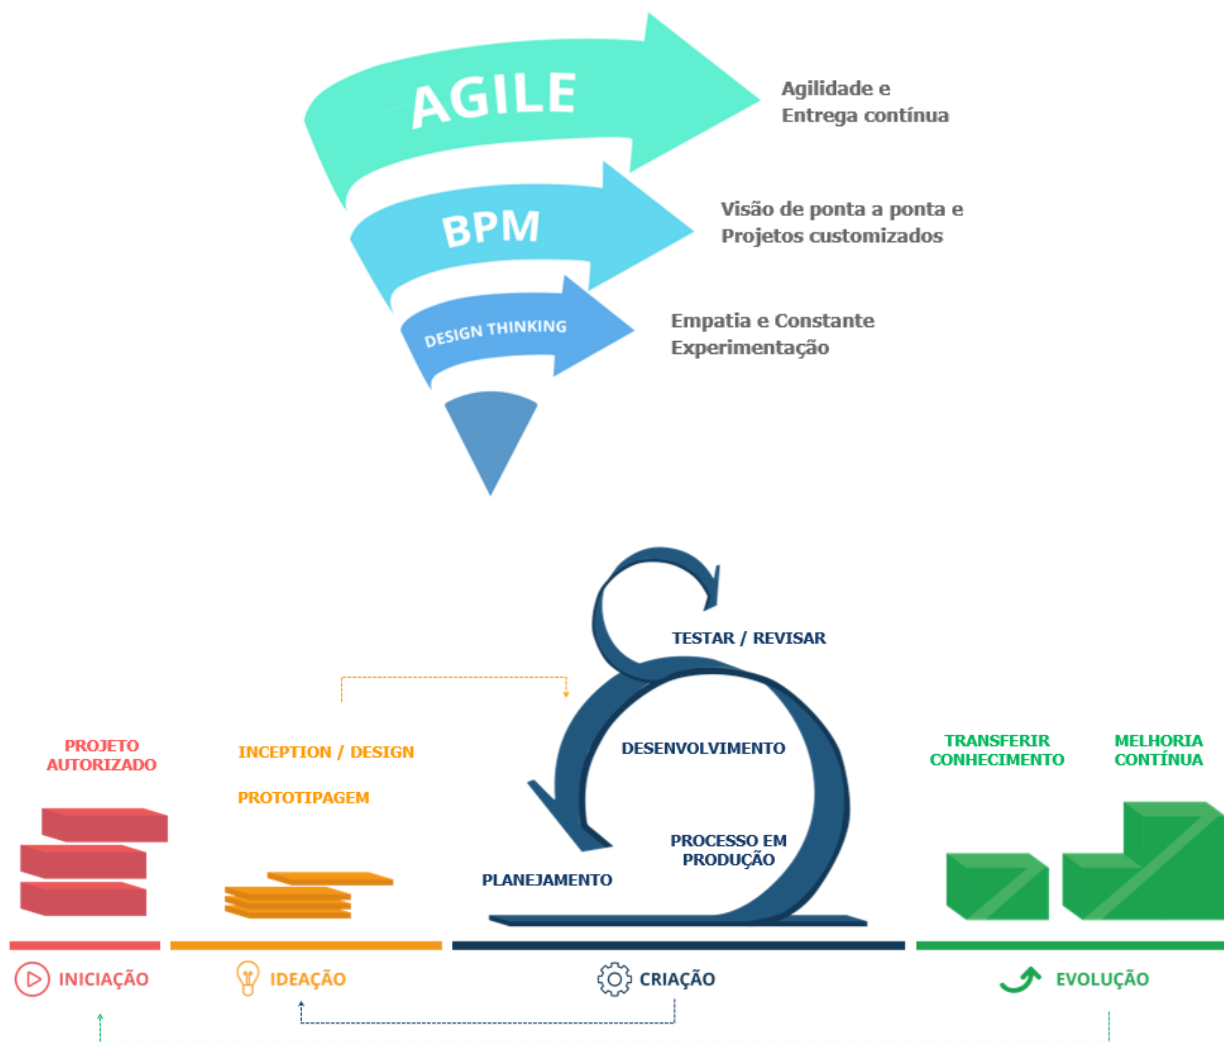 AGILE
Agilidade e
Entrega contínua
BPM
Visão de ponta a ponta e
Projetos customizados
DESIGN THINKING
Empatia e Constante
Experimentação
TESTAR / REVISAR
PROJETO
AUTORIZADO
INCEPTION / DESIGN
PROTOTIPAGEM
DESENVOLVIMENTO
PROCESSO EM
PRODUÇÃO
PLANEJAMENTO
TRANSFERIR
CONHECIMENTO
MELHORIA
CONTÍNUA
INICIAÇÃO
IDEAÇÃO
CRIAÇÃO
EVOLUÇÃO